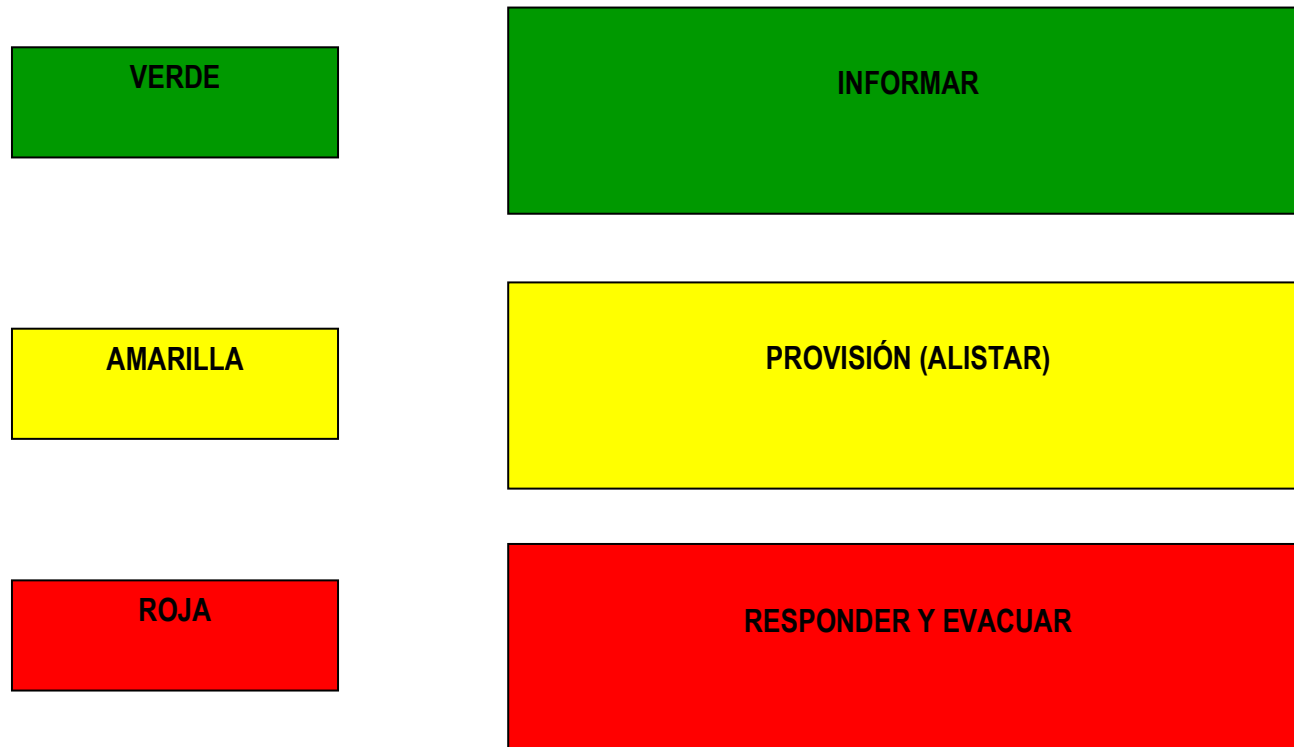 VERDE
INFORMAR
AMARILLA
PROVISIÓN (ALISTAR)
ROJA
RESPONDER Y EVACUAR